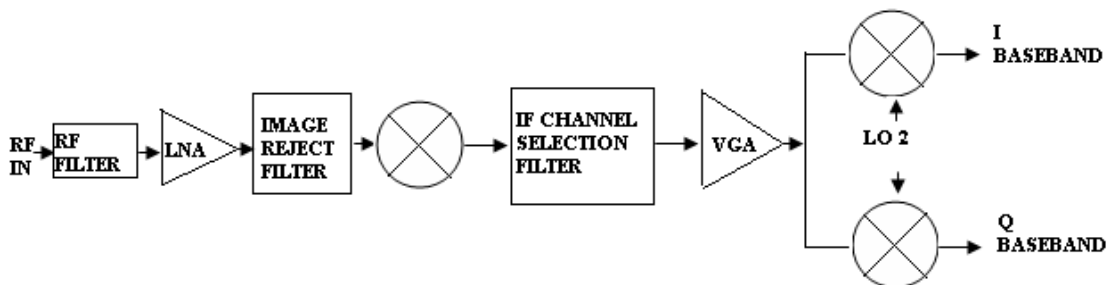 RF
IN
RF
FILTER
LNA
IMAGE
REJECT
FILTER
IF CHANNEL
SELECTION
FILTER
VGA
LO 2
I
BASEBAND
Q
BASEBAND